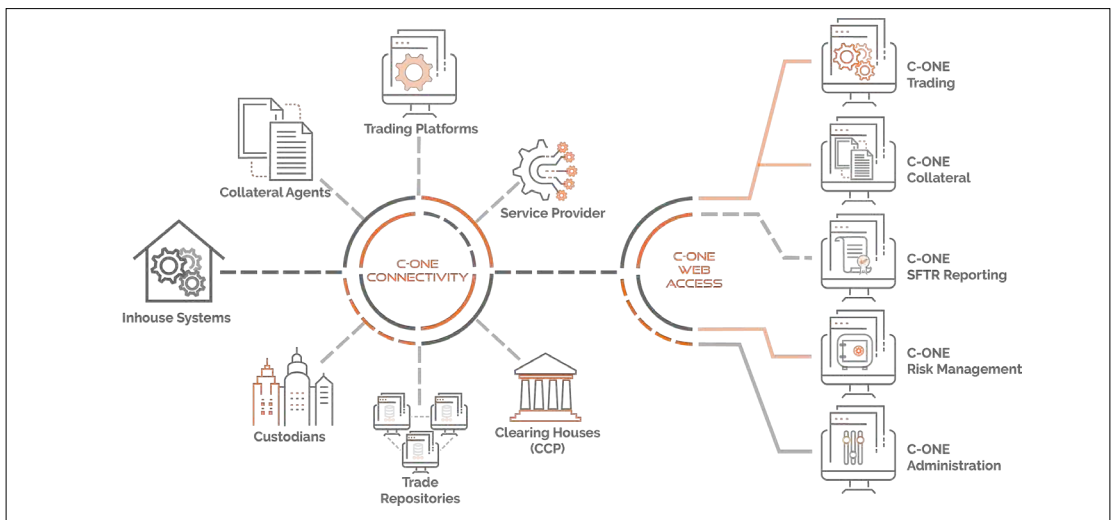 Trading Platforms
Collateral Agents
Service Provider
Inhouse Systems
C-ONE
CONNECTIVITY
Custodians
Trade
Repositories
Clearing Houses
(CCP)
C-ONE
WEB
ACCESS
C-ONE
Trading
C-ONE
Collateral
C-ONE
SFTR Reporting
C-ONE
Risk Management
C-ONE
Administration